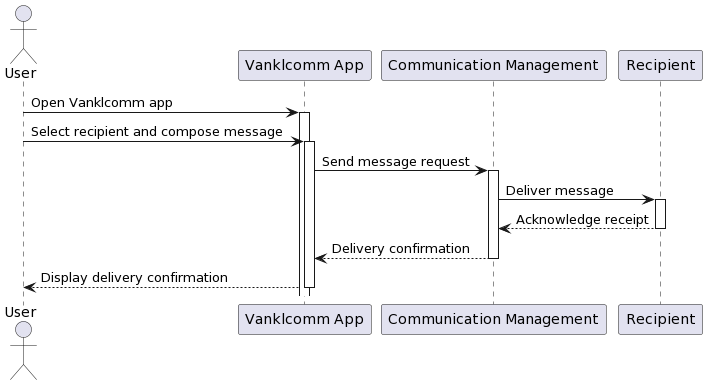 User
Vanklcomm App
Communication Management
Recipient
Open Vanklcomm app
Select recipient and compose message
Send message request
Deliver message
Acknowledge receipt
Delivery confirmation
Display delivery confirmation
User
Vanklcomm App
Communication Management
Recipient